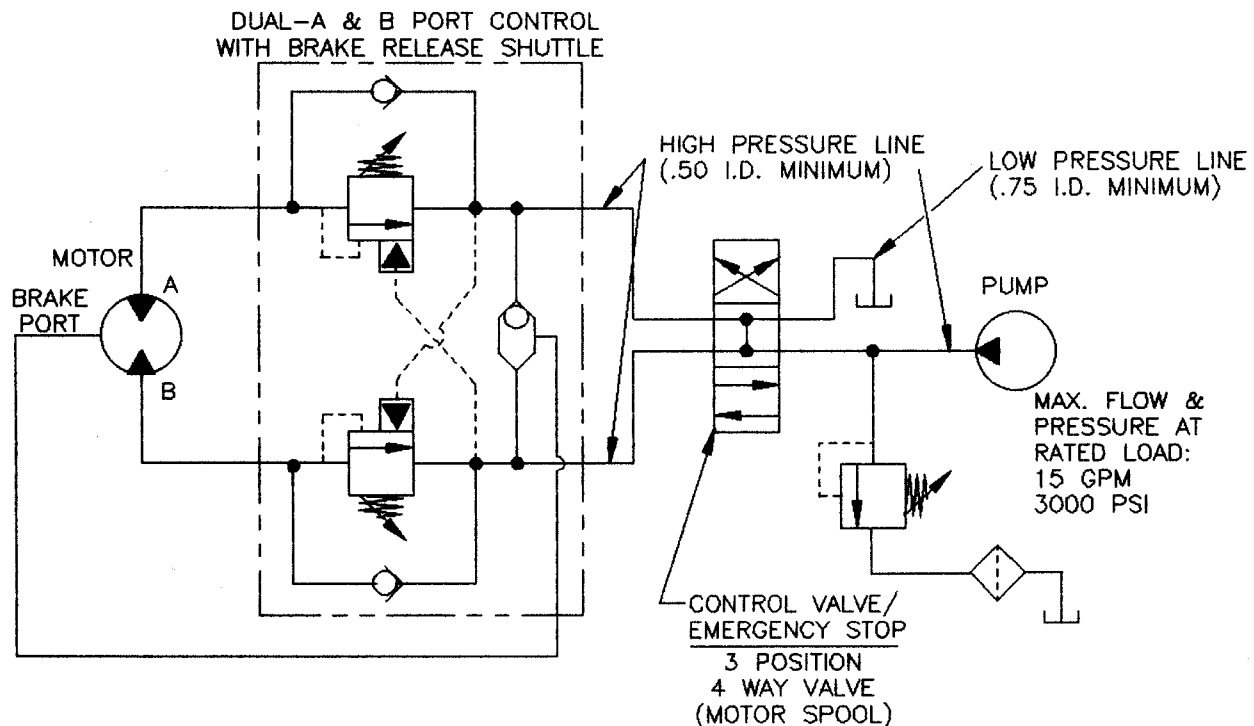 DUAL-A & B PORT CONTROL
WITH BRAKE RELEASE SHUTTLE
HIGH PRESSURE LINE
(.50 I.D. MINIMUM)
LOW PRESSURE LINE
(.75 I.D. MINIMUM)
MOTOR
A
BRAKE
PORT
B
PUMP
MAX. FLOW &
PRESSURE AT
RATED LOAD:
15 GPM
3000 PSI
CONTROL VALVE/
EMERGENCY STOP
3 POSITION
4 WAY VALVE
(MOTOR SPOOL)